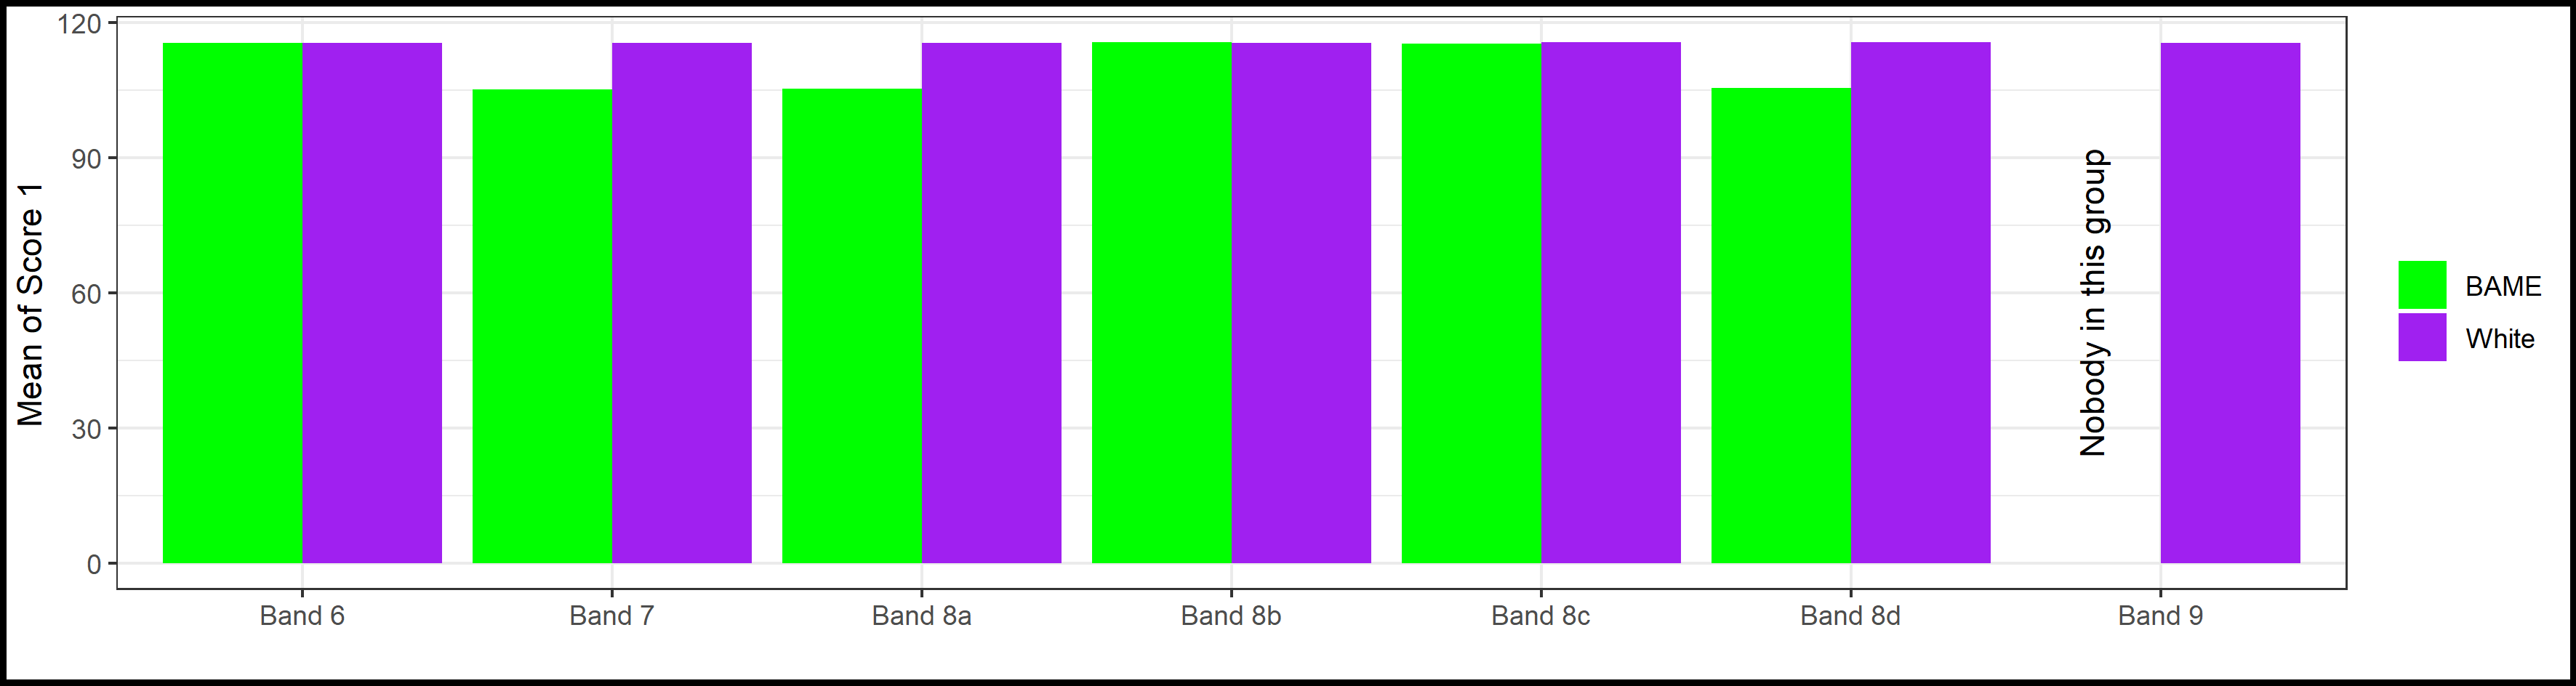 Mean of Score 1
120
90
60
30
0
Nobody in this group
Band 6
Band 7
Band 8a
Band 8b
Band 8c
Band 8d
Band 9
BAME
White